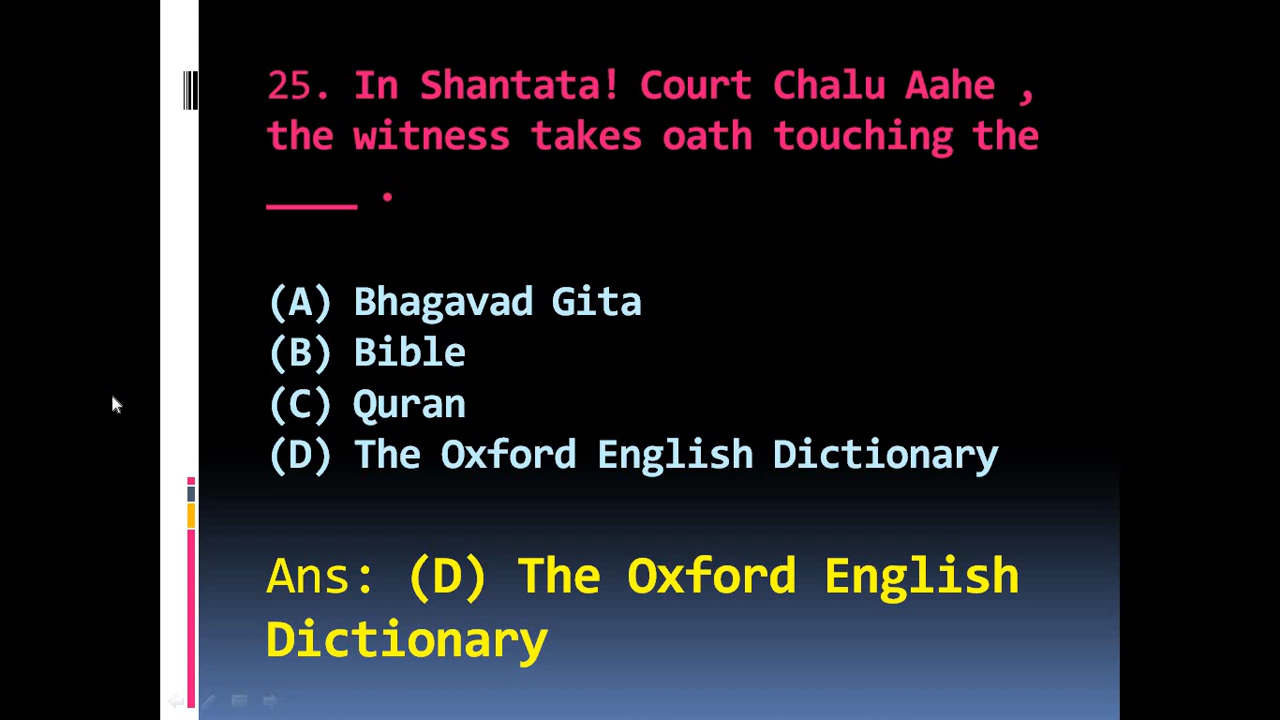 25. In Shantata! Court Chalu Aahe ,
the witness takes oath touching the
____ .
(A) Bhagavad Gita
(B) Bible
(C) Quran
(D) The Oxford English Dictionary
Ans: (D) The Oxford English
Dictionary